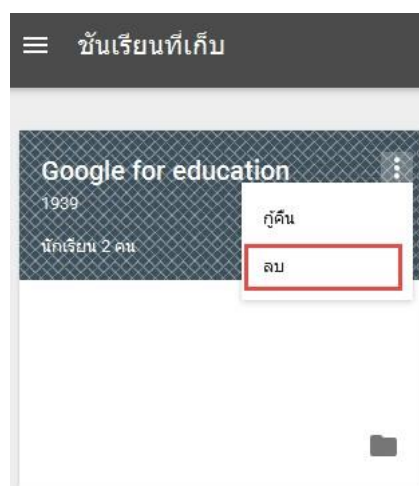 ชั้นเรียนที่เก็บ
Google for education
1939
นักเรียน 2 คน
กู้คืน
ลบ